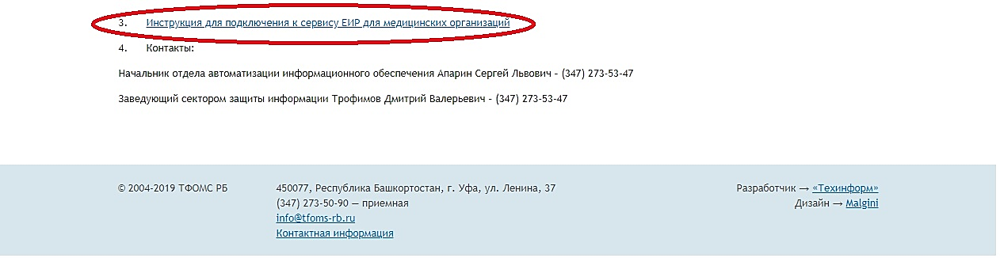 3. Инструкция для подключения к сервису ЕИР для медицинских организаций
4. Контакты:
Начальник отдела автоматизации информационного обеспечения Апарин Сергей Львович – (347) 273-53-47
Заведующий сектором защиты информации Трофимов Дмитрий Валерьевич – (347) 273-53-47
© 2004-2019 ТФОМС РБ
450077, Республика Башкортостан, г. Уфа, ул. Ленина, 37
(347) 273-50-90 — приемная
info@tfoms-rb.ru
Контактная информация
Разработчик → «Техинформ»
Дизайн → Malgini